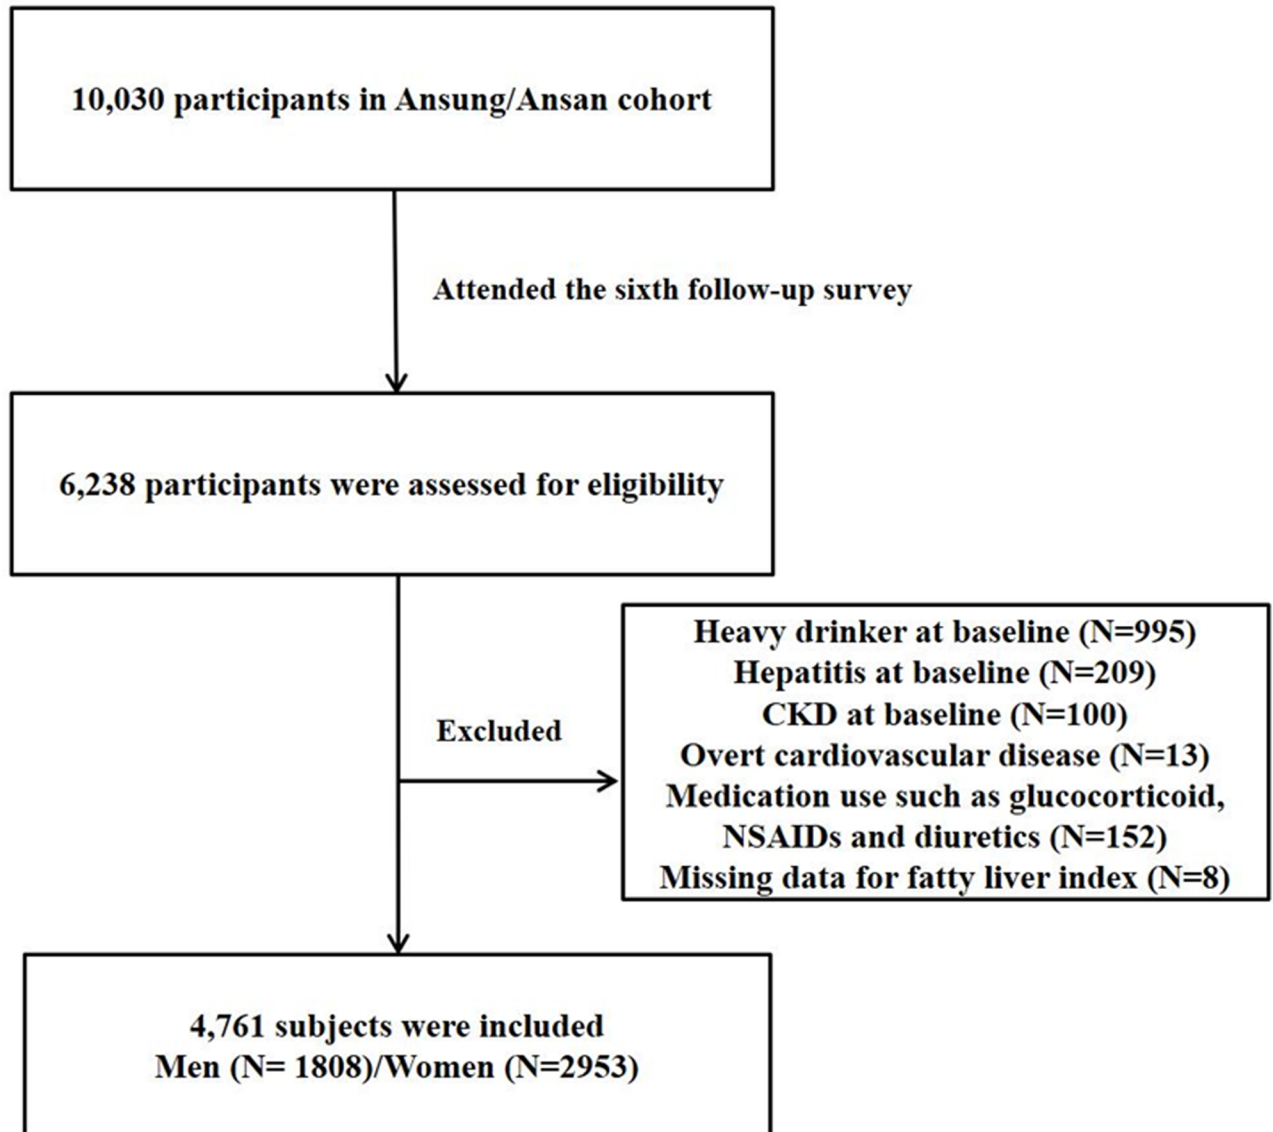 10,030 participants in Ansung/Ansan cohort
Attended the sixth follow-up survey
6,238 participants were assessed for eligibility
Excluded
Heavy drinker at baseline (N=995)
Hepatitis at baseline (N=209)
CKD at baseline (N=100)
Overt cardiovascular disease (N=13)
Medication use such as glucocorticoid,
NSAIDs and diuretics (N=152)
Missing data for fatty liver index (N=8)
4,761 subjects were included
Men (N= 1808)/Women (N=2953)